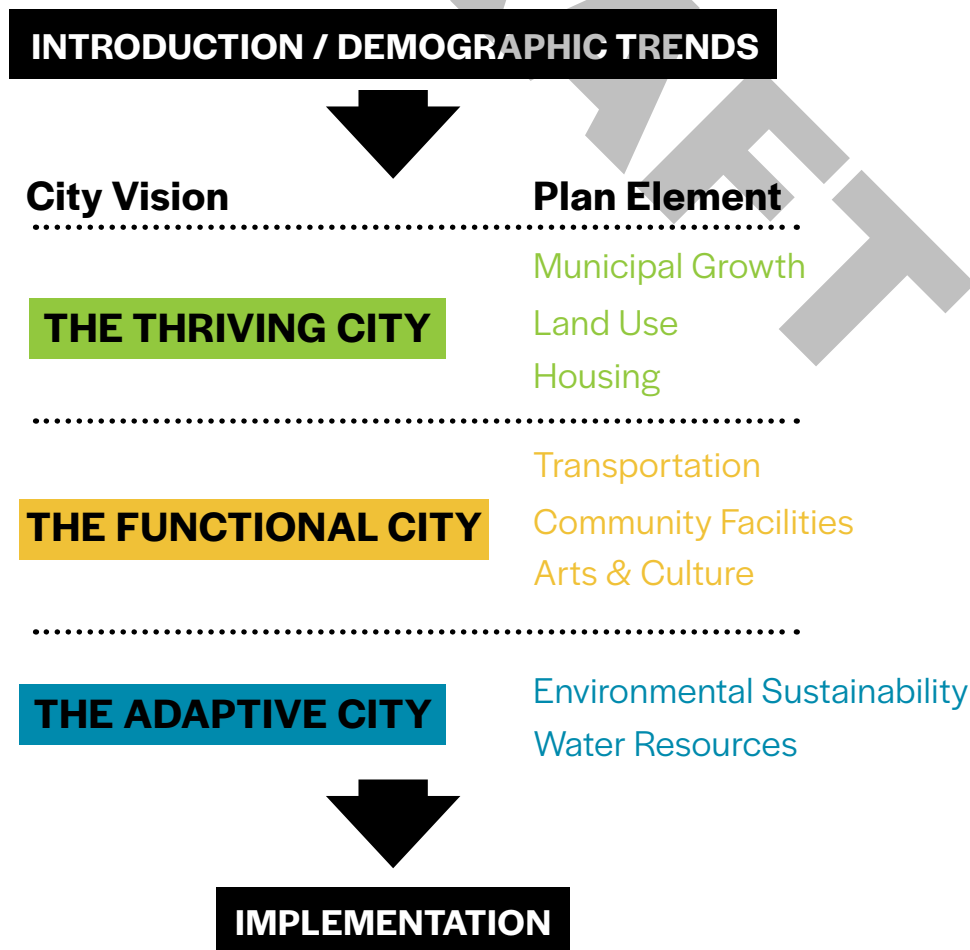 INTRODUCTION / DEMOGRAPHIC TRENDS
City Vision
Plan Element
THE THRIVING CITY
Municipal Growth
Land Use
Housing
THE FUNCTIONAL CITY
Transportation
Community Facilities
Arts & Culture
THE ADAPTIVE CITY
Environmental Sustainability
Water Resources
IMPLEMENTATION